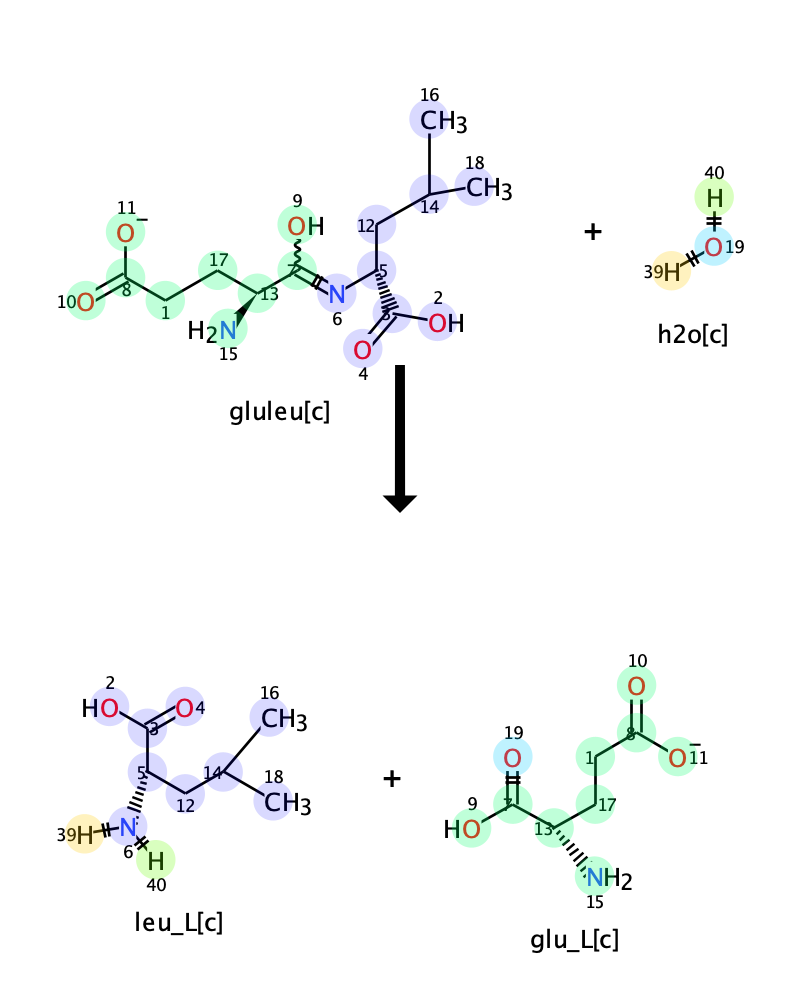 16
CH3
18
CH3
9
OH
14
12
40
H
11
O−
+
O 19
17
5
39 H
8
7
13
10 O
1
N
6
3
2
OH
h2o[c]
H2N
15
O
4
gluleu[c]
10
O
2
HO
O 4
16
CH3
19
O
8
3
1
O− 11
5
14
18
CH3
+
12
7
17
9
HO
13
39 H
N
6
H
40
NH2
15
leu_L[c]
glu_L[c]